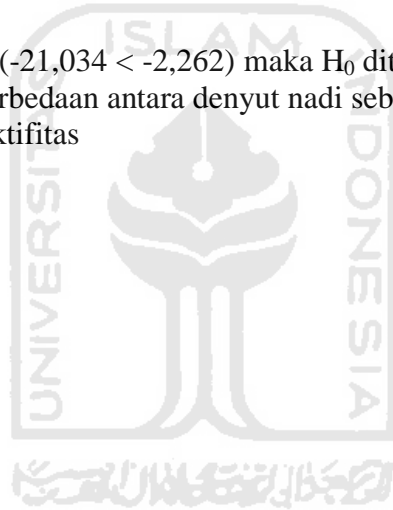 ISLAM
(-21,034 < -2,262) maka H₀ dit
rbedaan antara denyut nadi seb
ktifitas
UNIVERSITAS
INDONESIA